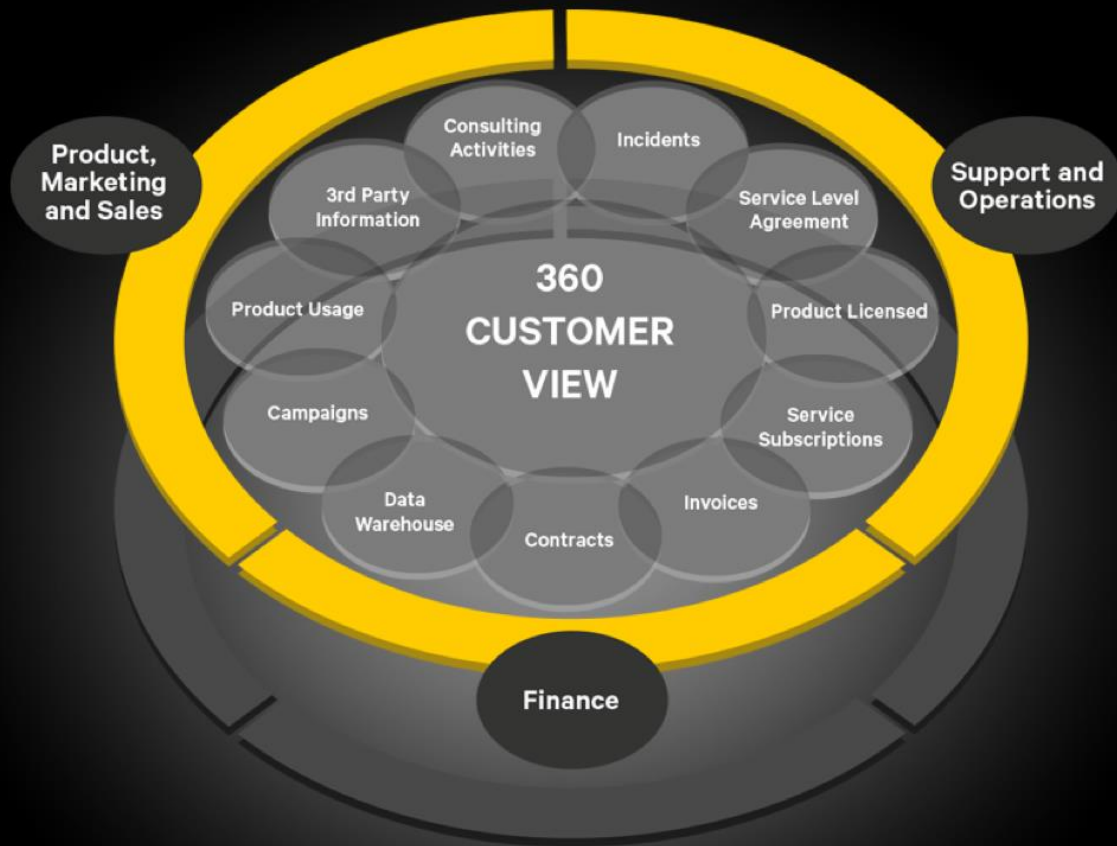 Consulting
Activities
Incidents
Product,
Marketing
and Sales
Support and
Operations
3rd Party
Information
Service Level
Agreement
360
CUSTOMER
VIEW
Product Usage
Product Licensed
Campaigns
Service
Subscriptions
Data
Warehouse
Invoices
Contracts
Finance